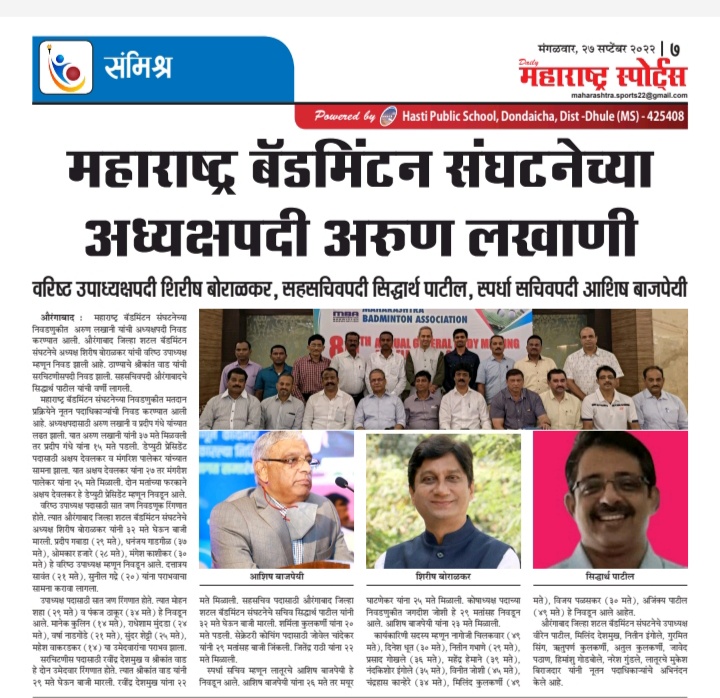 संमिश्र
मंगळवार, २७ सप्टेंबर २०२२ | ७
Daily
महाराष्ट्र स्पोर्ट्स
maharashtra.sports22@gmail.com
Powered by Hasti Public School, Dondaicha, Dist -Dhule (MS) - 425408
महाराष्ट्र बॅडमिंटन संघटनेच्या
अध्यक्षपदी अरुण लखाणी
वरिष्ठ उपाध्यक्षपदी शिरीष बोराळकर, सहसचिवपदी सिद्धार्थ पाटील, स्पर्धा सचिवपदी आशिष बाजपेयी
औरंगाबाद : महाराष्ट्र बॅडमिंटन संघटनेच्या
निवडणुकीत अरुण लखाणी यांची अध्यक्षपदी निवड
करण्यात आली. औरंगाबाद जिल्हा शटल बॅडमिंटन
संघटनेचे अध्यक्ष शिरीष बोराळकर यांची वरिष्ठ उपाध्यक्ष
म्हणून निवड झाली आहे. ठाण्याचे श्रीकांत वाड यांची
सरचिटणीसपदी निवड झाली. सहसचिवपदी औरंगाबादचे
सिद्धार्थ पाटील यांची वर्णी लागली.
महाराष्ट्र बॅडमिंटन संघटनेच्या निवडणुकीत मतदान
प्रक्रियेने नूतन पदाधिकाऱ्यांची निवड करण्यात आली
आहे. अध्यक्षपदासाठी अरुण लखाणी व प्रदीप गंधे यांच्यात
लढत झाली. यात अरुण लखाणी यांनी ३७ मते मिळवली
तर प्रदीप गंधे यांना १५ मते पडली. डेप्युटी प्रेसिडेंट
पदासाठी अक्षय देवलकर व मंगरिश पालेकर यांच्यात
सामना झाला. यात अक्षय देवलकर यांना २७ तर मंगरीश
पालेकर यांना २५ मते मिळाली. दोन मतांच्या फरकाने
अक्षय देवलकर हे डेप्युटी प्रेसिडेंट म्हणून निवडून आले.
वरिष्ठ उपाध्यक्ष पदासाठी सात जण निवडणूक रिंगणात
होते. त्यात औरंगाबाद जिल्हा शटल बॅडमिंटन संघटनेचे
अध्यक्ष शिरीष बोराळकर यांनी ३२ मते घेऊन बाजी
मारली. प्रदीप गबाडा (२९ मते), धनंजय गाडगीळ (३७
मते), ओमकार हजारे (२८ मते), मंगेश काशीकर (३०
मते) हे वरिष्ठ उपाध्यक्ष म्हणून निवडून आले. दत्तात्रय
सावंत (२१ मते), सुनील गद्रे (२०) यांना पराभवाचा
सामना करावा लागला.
उपाध्यक्ष पदासाठी सात जण रिंगणात होते. त्यात मोहन
शहा (२९ मते) व पंकज ठाकूर (३४ मते) हे निवडून
आले. मानेक कुलिन (१४ मते), राधेशाम मुंदडा (२४
मते), वर्षा नाडगोंडे (२१ मते), सुंदर शेट्टी (२५ मते),
महेश वाकरडकर (१४) चा उमेदवारांचा पराभव झाला.
सरचिटणीस पदासाठी रवींद्र देशमुख व श्रीकांत वाड
हे दोन उमेदवार रिंगणात होते. त्यात श्रीकांत वाड यांनी
२९ मते घेऊन बाजी मारली. रवींद्र देशमुख यांना २२
MBA MAHARASHTRA
BADMINTON ASSOCIATION
TH ANNUAL GENERAL BODY MEETING
आशिष बाजपेयी
शिरीष बोराळकर
सिद्धार्थ पाटील
मते मिळाली. सहसचिव पदासाठी औरंगाबाद जिल्हा
शटल बॅडमिंटन संघटनेचे सचिव सिद्धार्थ पाटील यांनी
३२ मते घेऊन बाजी मारली. शर्मिला कुलकर्णी यांना २०
मते पडली. सेक्रेटरी कोचिंग पदासाठी जोवेल चांदेकर
यांनी २९ मतांसह बाजी जिंकली. जितेंद्र राठी यांना २२
मते मिळाली.
स्पर्धा सचिव म्हणून लातूरचे आशिष बाजपेयी हे
निवडून आले. आशिष बाजपेयी यांना २६ मते तर मयूर
घाटणेकर यांना २५ मते मिळाली. कोषाध्यक्ष पदाच्या
निवडणुकीत जगदीश जोशी हे २९ मतांसह निवडून
आले. आशिष बाजपेयी यांना २३ मते मिळाली.
कार्यकारिणी सदस्य म्हणून नागोजी चिलकवार (४९
मते), दिनेश धूत (३० मते), नितीन गभाणे (२९ मते),
प्रसाद गोखले (३६ मते), महेंद्र हेमाने (३९ मते),
नंदकिशोर इंगोले (३५ मते), विनीत जोशी (४५ मते),
चंद्रहास कानोरे (३४ मते), मिलिंद कुलकर्णी (४९
मते), विजय पळसकर (३० मते), अजिंक्य पाटील
(४९ मते) हे निवडून आले आहेत.
औरंगाबाद जिल्हा शटल बॅडमिंटन संघटनेचे उपाध्यक्ष
वीरेन पाटील, मिलिंद देशमुख, नितीन इंगोले, गुरमित
सिंग, ऋतुपर्ण कुलकर्णी, अतुल कुलकर्णी, जावेद
पठाण, हिमांशु गोडबोले, नरेश गुंडले, लातूरचे मुकेश
बिराजदार यांनी नूतन पदाधिकाऱ्यांचे अभिनंदन
केले आहे.